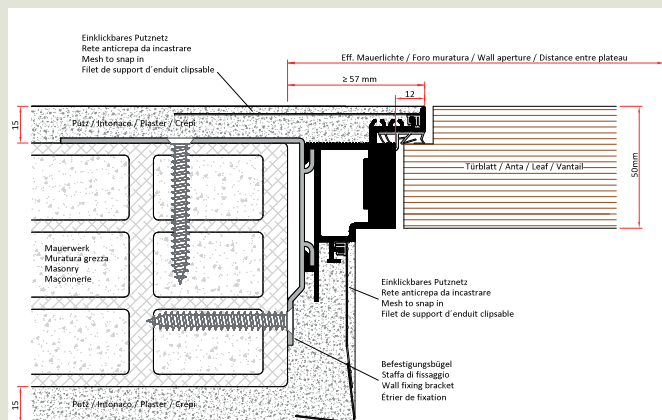 Einklickbares Putznetz
Rete anticrepa da incastrare
Mesh to snap in
Filet de support d´enduit clipsable
Eff. Mauerlichte / Foro muratura / Wall aperture / Distance entre plateau
≥ 57 mm
12
15
Putz / Intonaco / Plaster / Crépi
Türblatt / Anta / Leaf / Vantail
50mm
Mauerwerk
Muratura grezza
Masonry
Maçonnerie
Einklickbares Putznetz
Rete anticrepa da incastrare
Mesh to snap in
Filet de support d´enduit clipsable
Befestigungsbügel
Staffa di fissaggio
Wall fixing bracket
Étrier de fixation
15
Putz / Intonaco / Plaster / Crépi